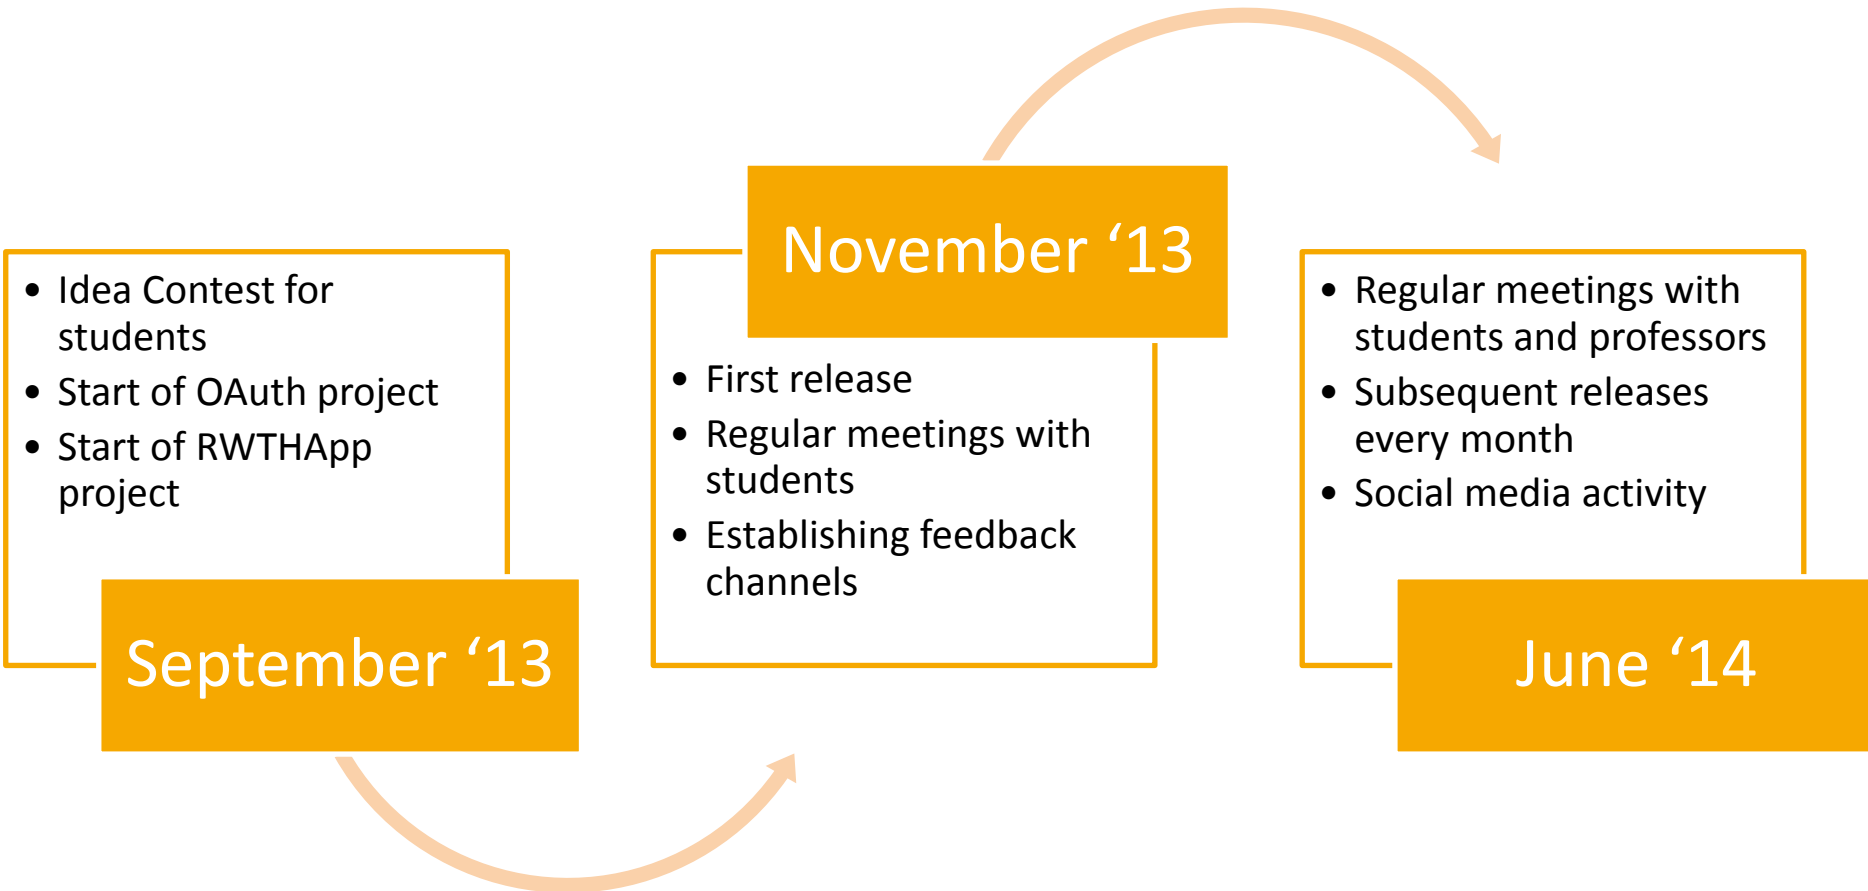 • Idea Contest for
students
• Start of OAuth project
• Start of RWTHApp
project
September ‘13
November ‘13
• First release
• Regular meetings with
students
• Establishing feedback
channels
• Regular meetings with
students and professors
• Subsequent releases
every month
• Social media activity
June ‘14